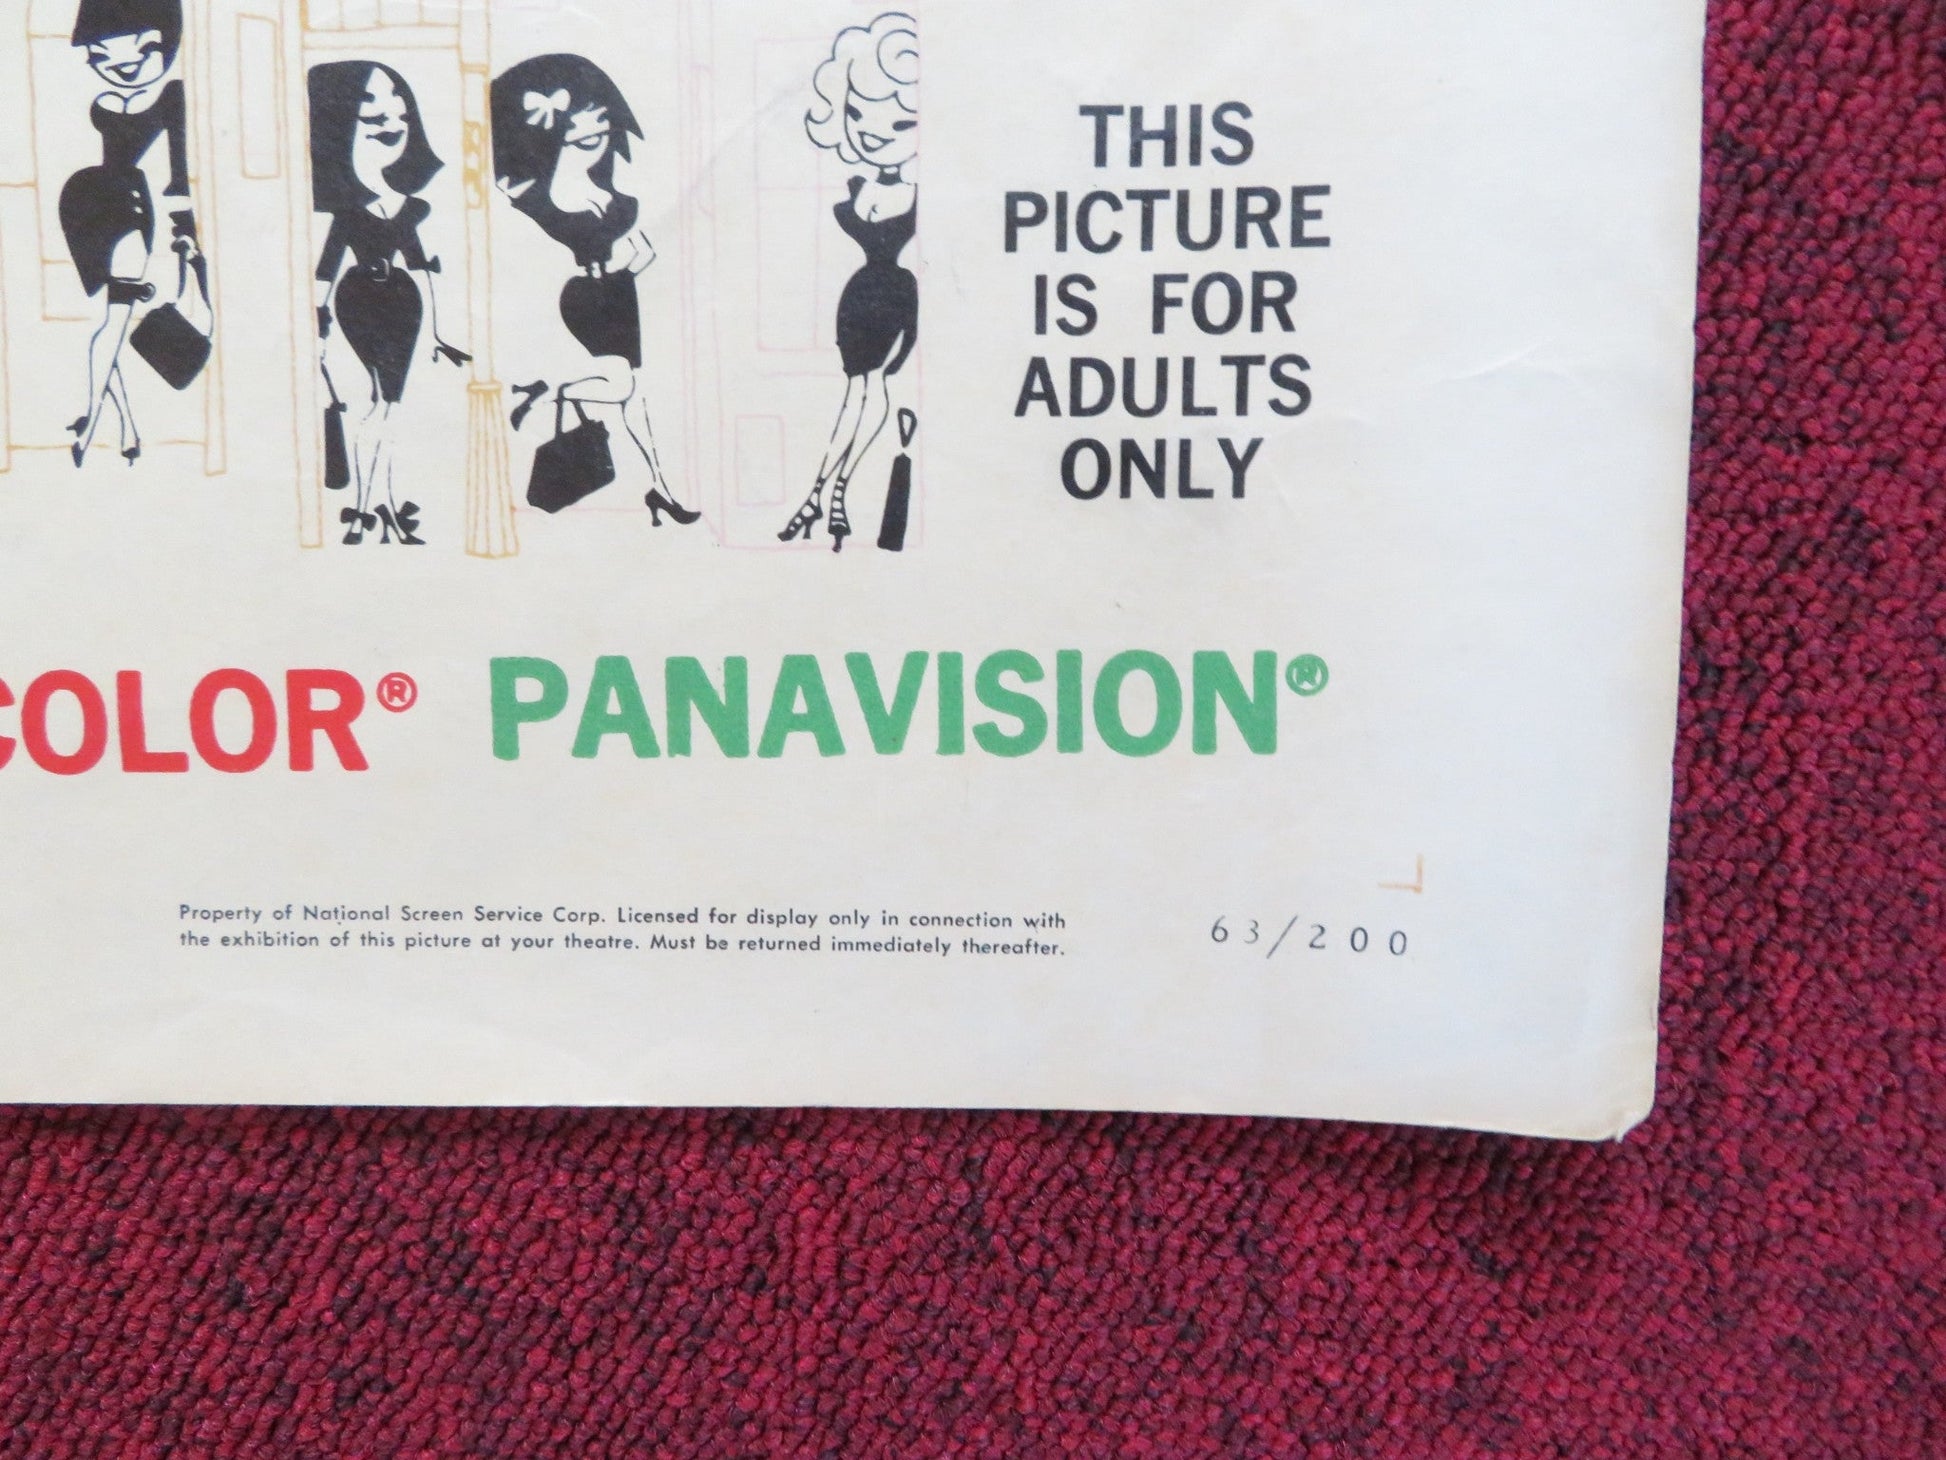 THIS
PICTURE
IS FOR
ADULTS
ONLY
COLOR® PANAVISION®
Property of National Screen Service Corp. Licensed for display only in connection with
the exhibition of this picture at your theatre. Must be returned immediately thereafter.
63/200